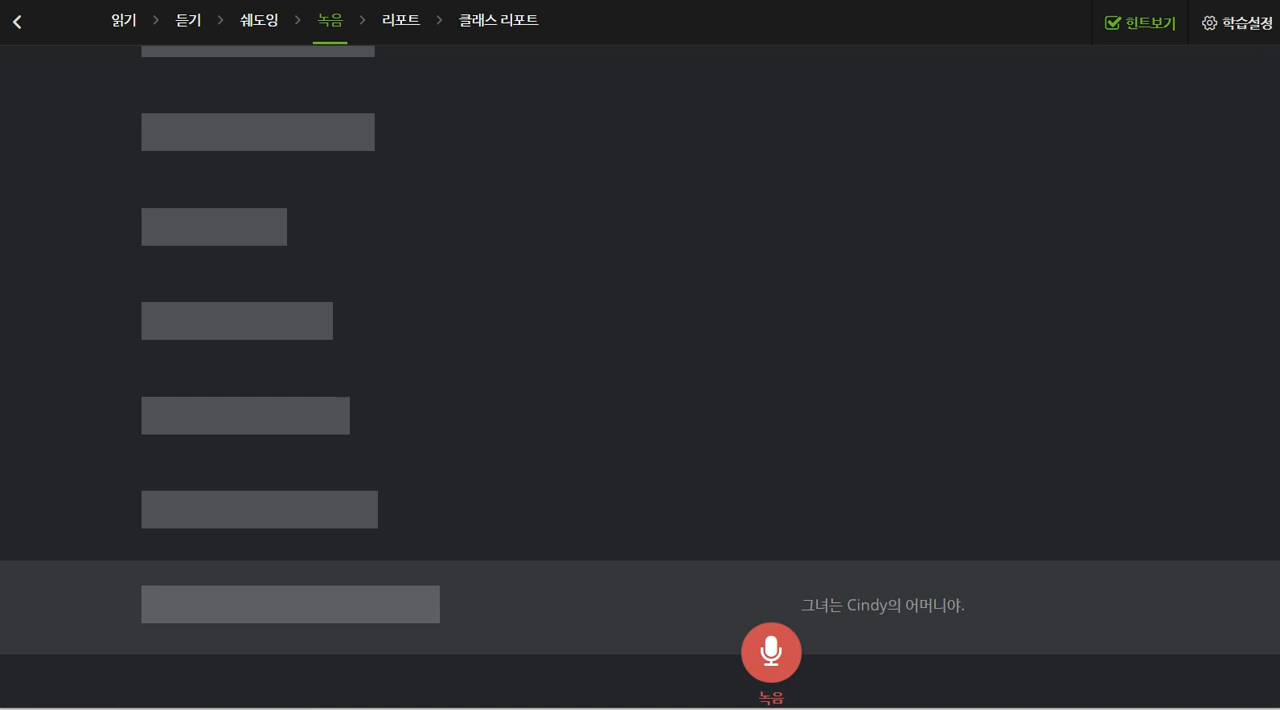 읽기 > 듣기 > 쉐도잉 > 녹음 > 리포트 > 클래스 리포트 힌트보기 학습설정
그녀는 Cindy의 어머니야.
녹음